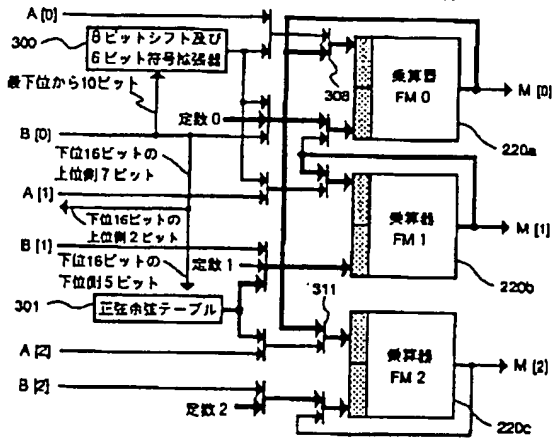 A [0]
300
8ビットシフト及び
6ビット符号拡張器
最下位から10ビット
B [0]
定数 0
308
乗算器
FM 0
M [0]
220a
下位16ビットの
上位側7ビット
A [1]
下位16ビットの
上位側2ビット
B [1]
定数 1
下位16ビットの
下位側5ビット
乗算器
FM 1
M [1]
220b
301
正弦余弦テーブル
311
A [2]
B [2]
定数 2
乗算器
FM 2
M [2]
220c